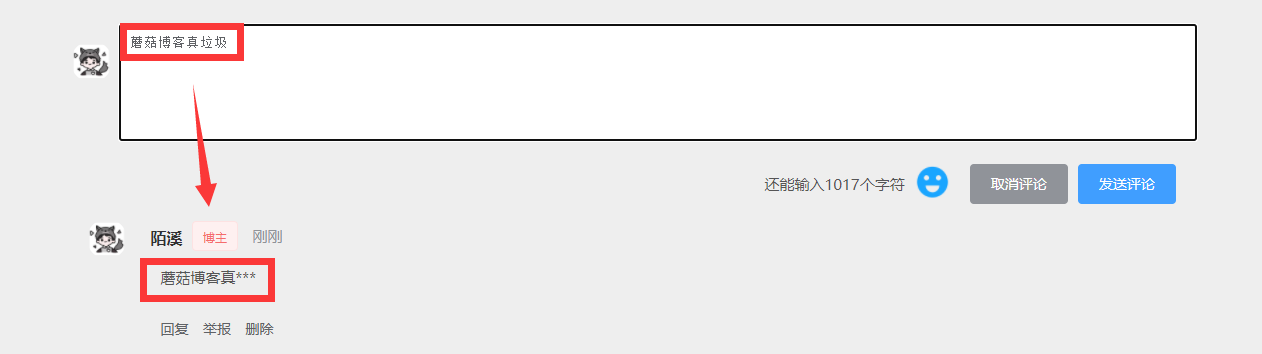 蘑菇博客真垃圾
还能输入1017个字符 取消评论 发送评论
陌溪 博主 刚刚
蘑菇博客真***
回复 举报 删除